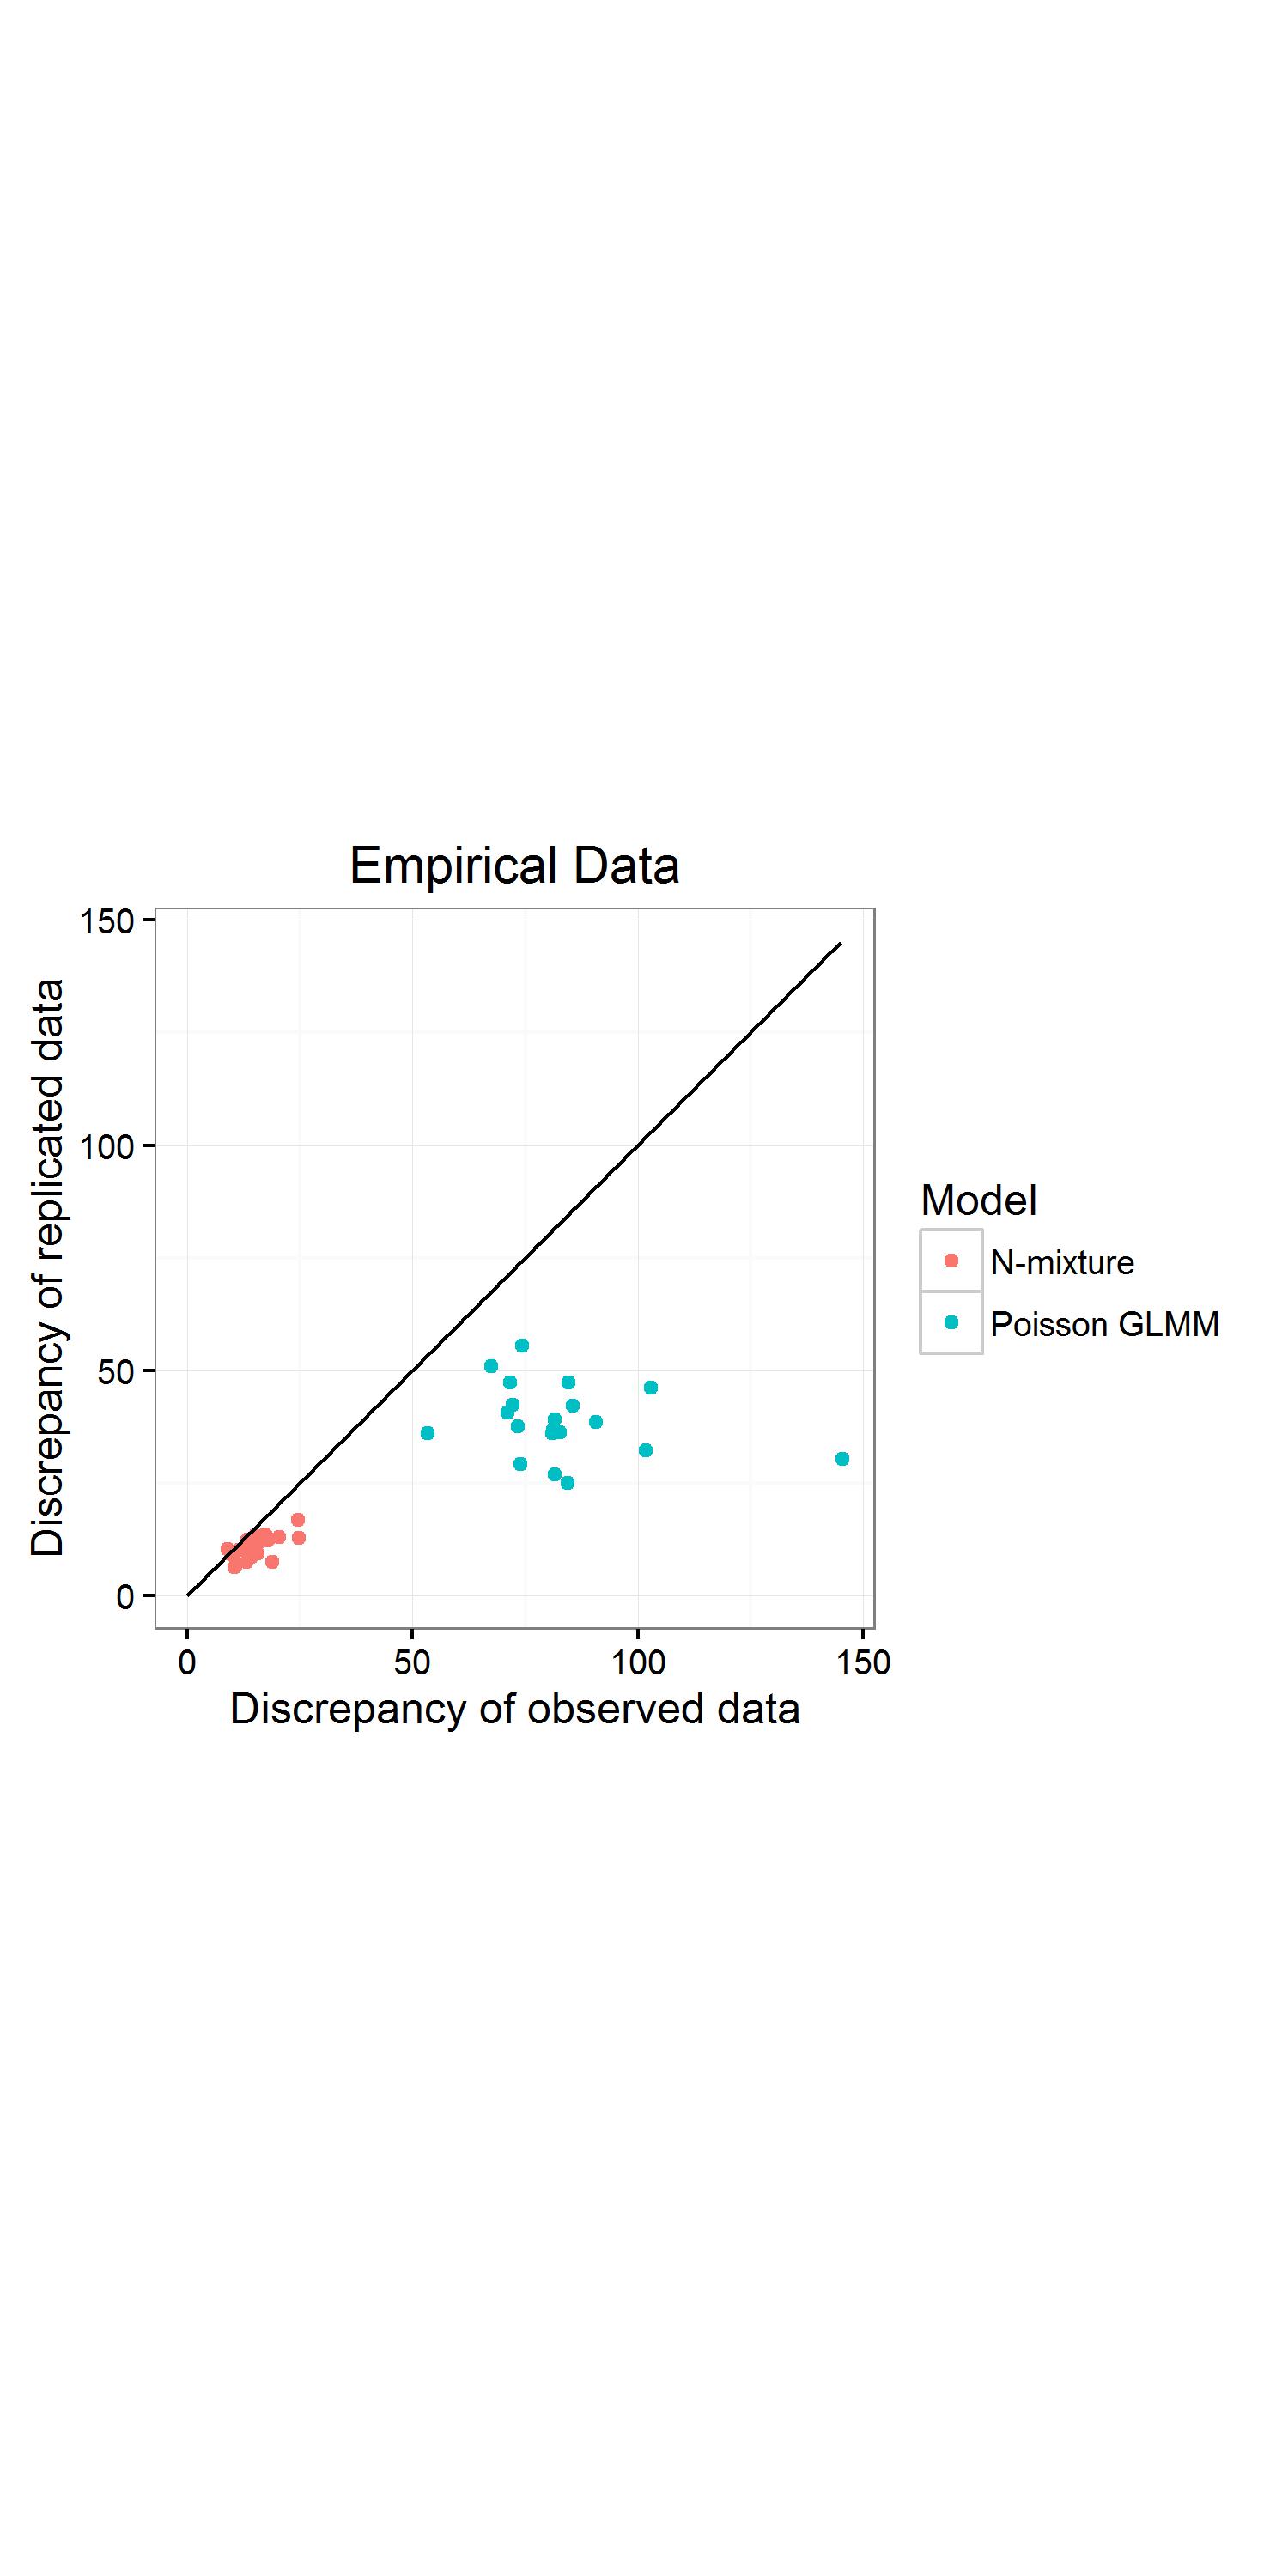 Empirical Data
150
100
50
0
Discrepancy of replicated data
0 50 100 150
Discrepancy of observed data
Model
N-mixture
Poisson GLMM